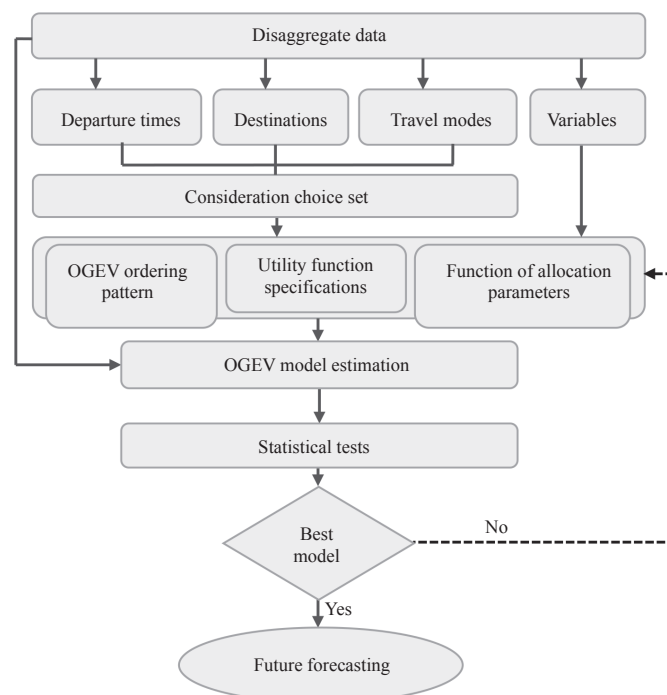 Disaggregate data
Departure times
Destinations
Travel modes
Variables
Consideration choice set
OGEV ordering
pattern
Utility function
specifications
Function of allocation
parameters
OGEV model estimation
Statistical tests
Best
model
No
Yes
Future forecasting